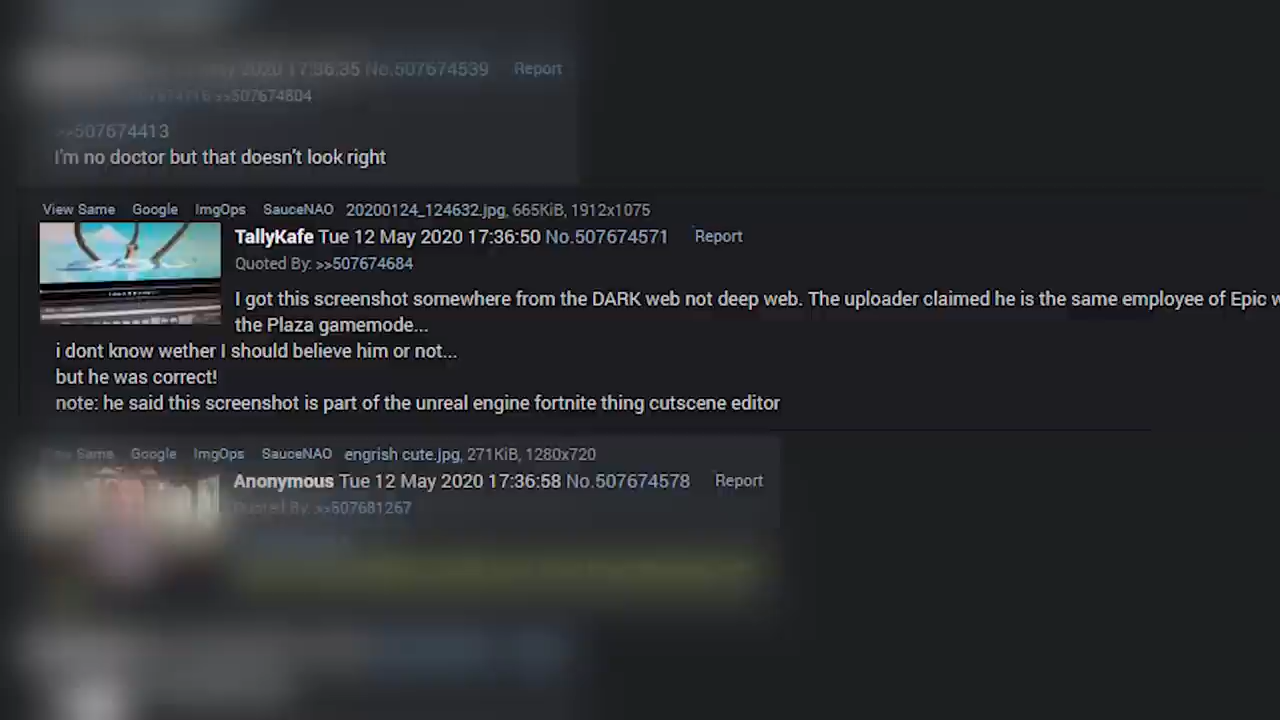 2020 17:36:35 No.507674539 Report
>>507674804
>>507674413
I'm no doctor but that doesn't look right
View Same Google ImgOps SauceNAO 20200124_124632.jpg, 665KiB, 1912x1075
TallyKafe Tue 12 May 2020 17:36:50 No.507674571 Report
Quoted By: >>507674684
I got this screenshot somewhere from the DARK web not deep web. The uploader claimed he is the same employee of Epic w
the Plaza gamemode...
i dont know wether I should believe him or not...
but he was correct!
note: he said this screenshot is part of the unreal engine fortnite thing cutscene editor
Same Google ImgOps SauceNAO engrish cute.jpg, 271KiB, 1280x720
Anonymous Tue 12 May 2020 17:36:58 No.507674578 Report
Quoted By: >>507681267